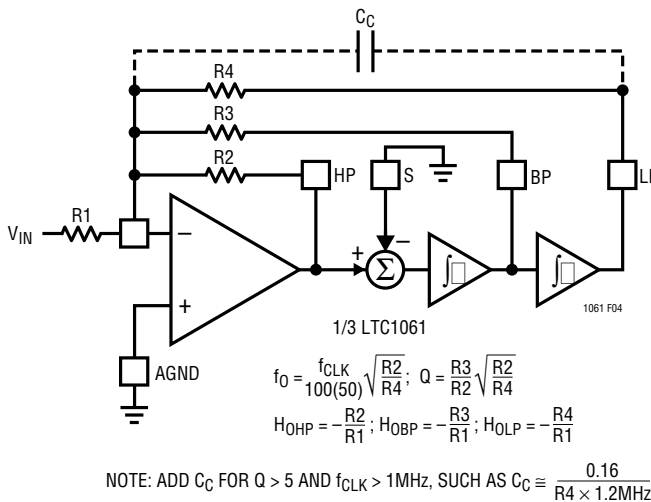 C_C
R4
R3
R2
HP
S
BP
R1
V_IN
−
+
+
−
Σ
∫
∫
AGND
1/3 LTC1061
1061 F04
f_O = f_CLK/100(50) √(R2/R4); Q = R3/R2 √(R2/R4)
H_OHP = −R2/R1; H_OBP = −R3/R1; H_OLP = −R4/R1
NOTE: ADD C_C FOR Q > 5 AND f_CLK > 1MHz, SUCH AS C_C ≅ 0.16/(R4 × 1.2MHz)